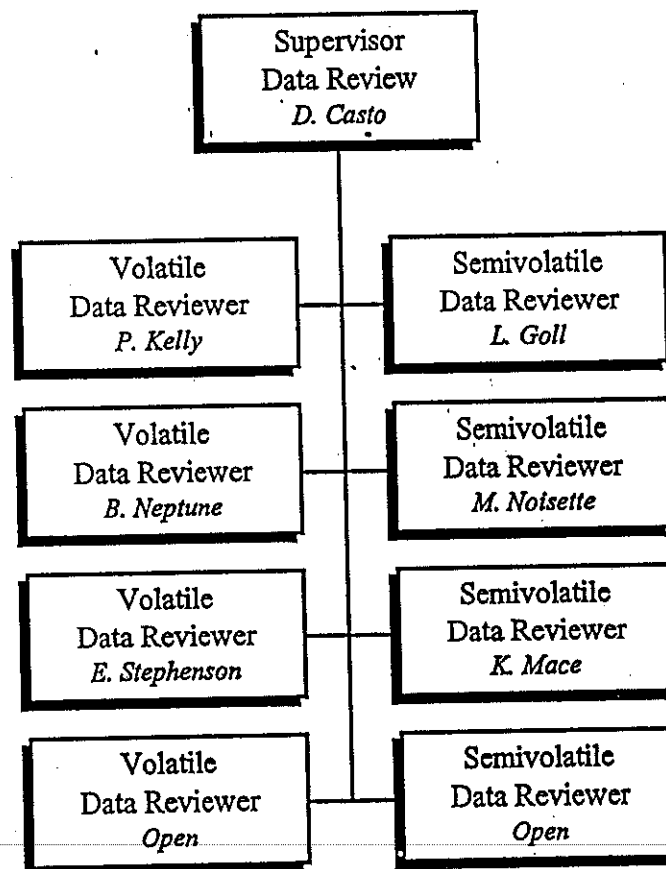 Supervisor
Data Review
D. Casto
Volatile
Data Reviewer
P. Kelly
Semivolatile
Data Reviewer
L. Goll
Volatile
Data Reviewer
B. Neptune
Semivolatile
Data Reviewer
M. Noisette
Volatile
Data Reviewer
E. Stephenson
Semivolatile
Data Reviewer
K. Mace
Volatile
Data Reviewer
Open
Semivolatile
Data Reviewer
Open